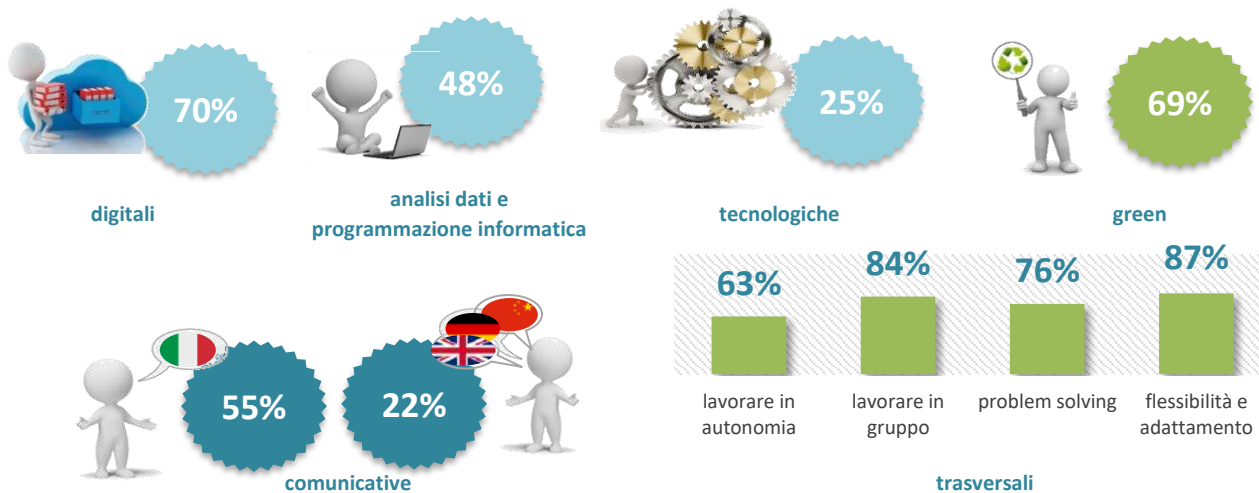 70%
48%
25%
69%
digitali
analisi dati e
programmazione informatica
tecnologiche
green
55%
22%
comunicative
63%
84%
76%
87%
lavorare in
autonomia
lavorare in
gruppo
problem solving
flessibilità e
adattamento
trasversali